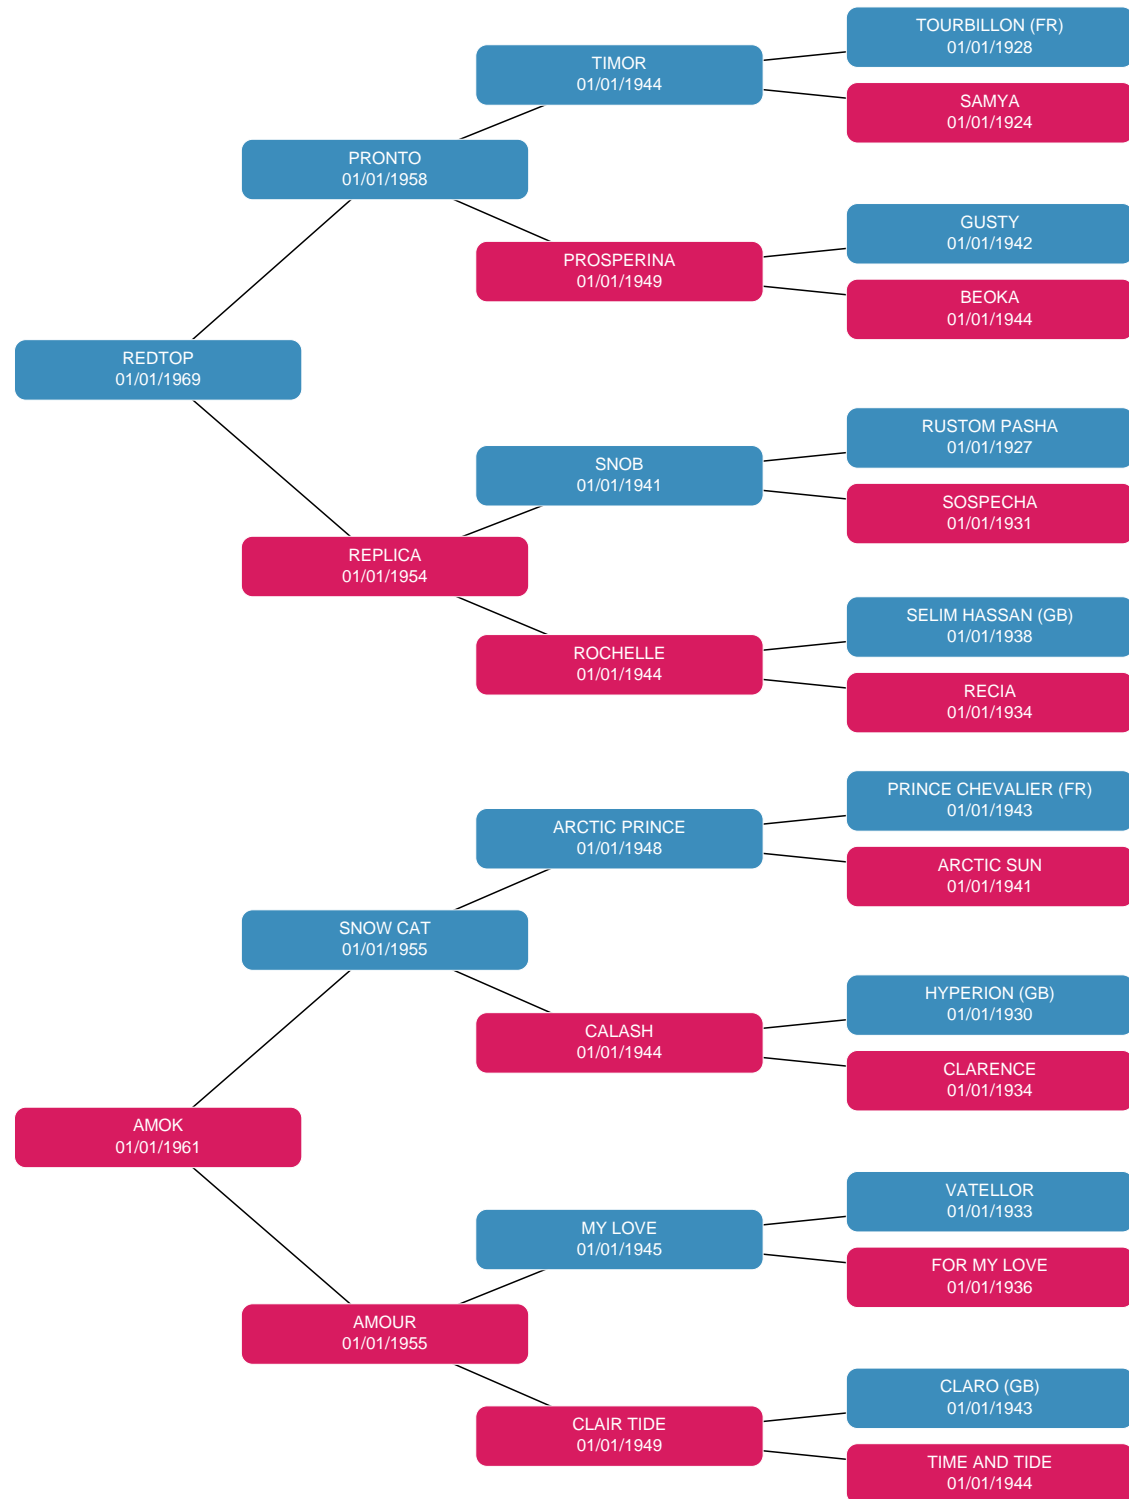 TOURBILLON (FR)
01/01/1928
TIMOR
01/01/1944
SAMYA
01/01/1924
PRONTO
01/01/1958
GUSTY
01/01/1942
PROSPERINA
01/01/1949
BEOKA
01/01/1944
REDTOP
01/01/1969
RUSTOM PASHA
01/01/1927
SNOB
01/01/1941
SOSPECHA
01/01/1931
REPLICA
01/01/1954
SELIM HASSAN (GB)
01/01/1938
ROCHELLE
01/01/1944
RECIA
01/01/1934
PRINCE CHEVALIER (FR)
01/01/1943
ARCTIC PRINCE
01/01/1948
ARCTIC SUN
01/01/1941
SNOW CAT
01/01/1955
HYPERION (GB)
01/01/1930
CALASH
01/01/1944
CLARENCE
01/01/1934
AMOK
01/01/1961
VATELLOR
01/01/1933
MY LOVE
01/01/1945
FOR MY LOVE
01/01/1936
AMOUR
01/01/1955
CLARO (GB)
01/01/1943
CLAIR TIDE
01/01/1949
TIME AND TIDE
01/01/1944